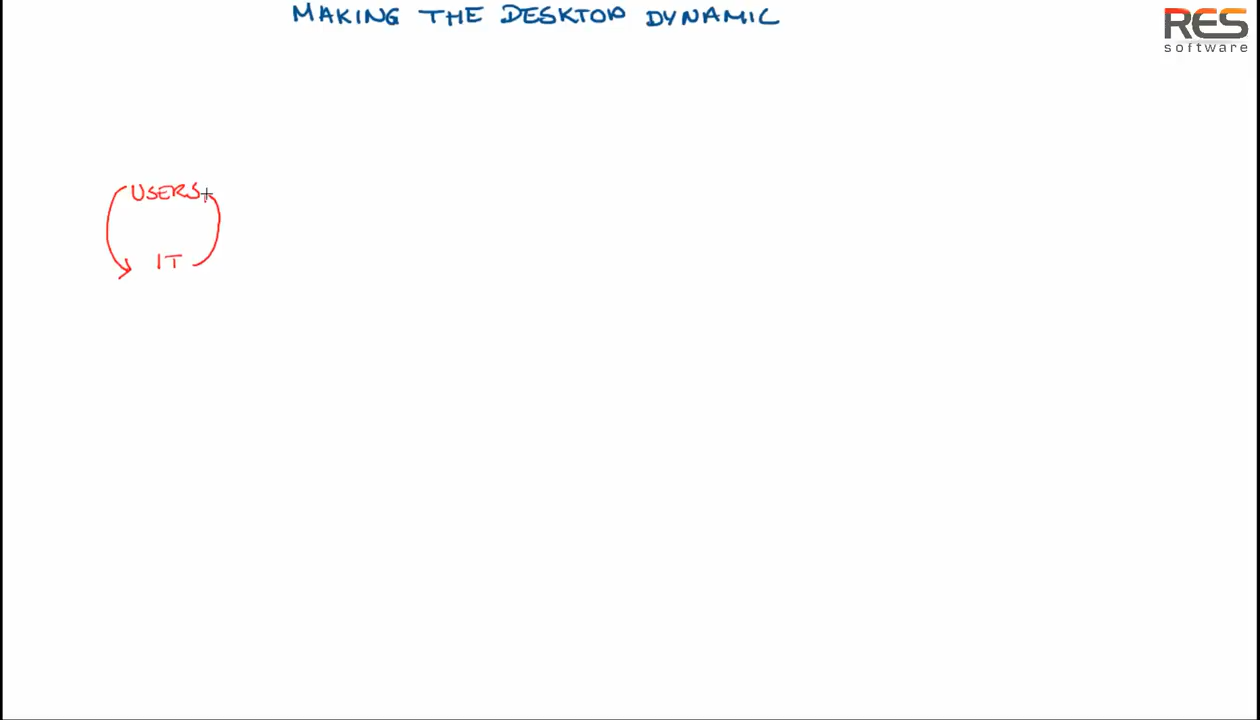 MAKING THE DESKTOP DYNAMIC
RES
software
USERS
IT